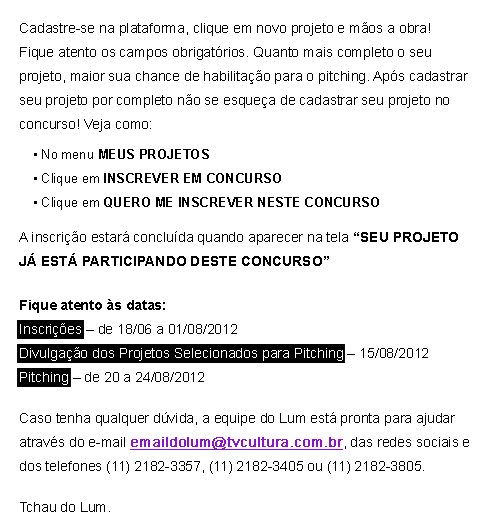 Cadastre-se na plataforma, clique em novo projeto e mãos a obra!
Fique atento os campos obrigatórios. Quanto mais completo o seu
projeto, maior sua chance de habilitação para o pitching. Após cadastrar
seu projeto por completo não se esqueça de cadastrar seu projeto no
concurso! Veja como:
• No menu MEUS PROJETOS
• Clique em INSCREVER EM CONCURSO
• Clique em QUERO ME INSCREVER NESTE CONCURSO
A inscrição estará concluída quando aparecer na tela “SEU PROJETO
JÁ ESTÁ PARTICIPANDO DESTE CONCURSO”
Fique atento às datas:
Inscrições – de 18/06 a 01/08/2012
Divulgação dos Projetos Selecionados para Pitching – 15/08/2012
Pitching – de 20 a 24/08/2012
Caso tenha qualquer dúvida, a equipe do Lum está pronta para ajudar
através do e-mail emaildolum@tvcultura.com.br, das redes sociais e
dos telefones (11) 2182-3357, (11) 2182-3405 ou (11) 2182-3805.
Tchau do Lum.